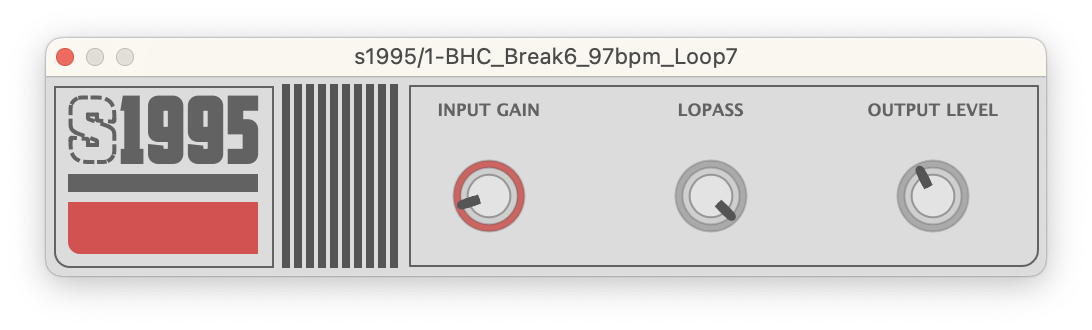 s1995/1-BHC_Break6_97bpm_Loop7
S1995
INPUT GAIN
LOPASS
OUTPUT LEVEL